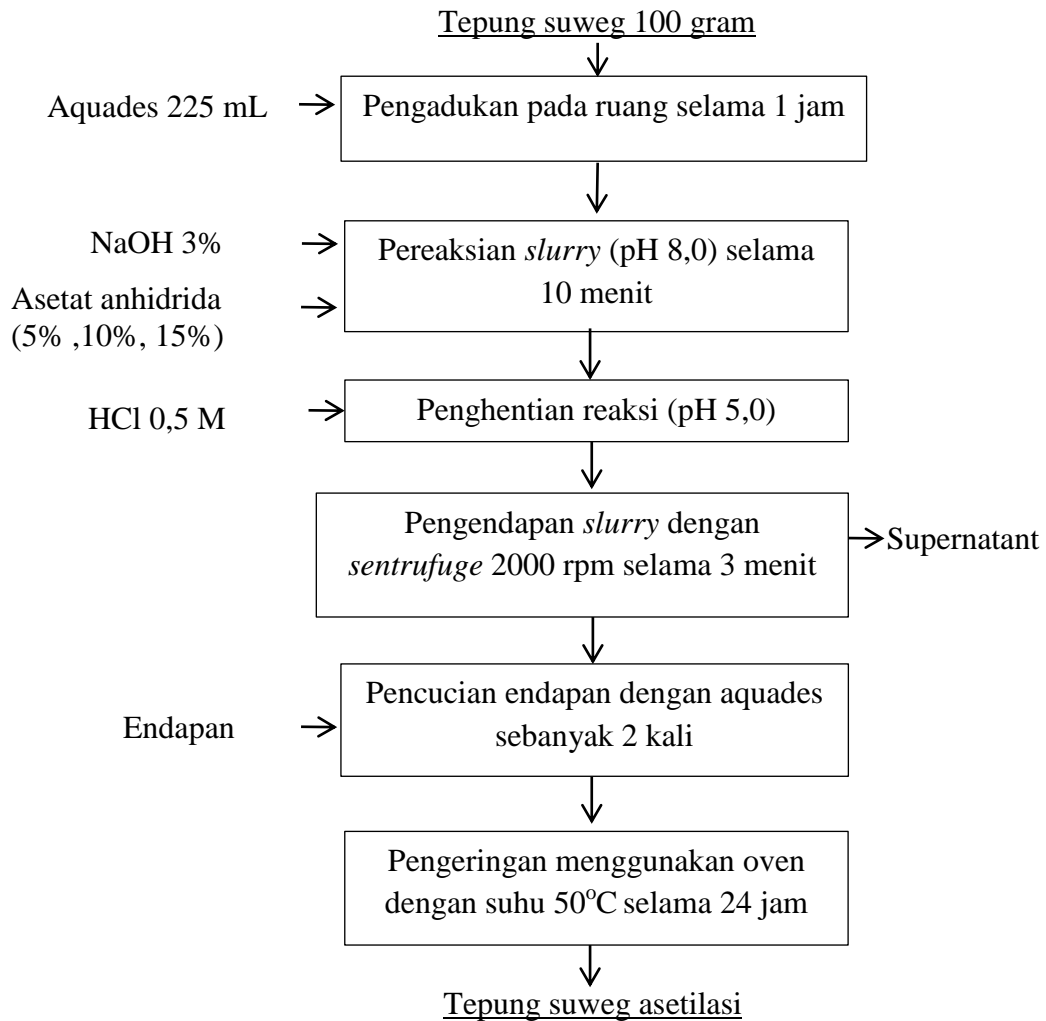 Tepung suweg 100 gram
Aquades 225 mL
Pengadukan pada ruang selama 1 jam
NaOH 3%
Asetat anhidrida
(5% ,10%, 15%)
Pereaksian slurry (pH 8,0) selama
10 menit
HCl 0,5 M
Penghentian reaksi (pH 5,0)
Pengendapan slurry dengan
sentrufuge 2000 rpm selama 3 menit
Supernatant
Endapan
Pencucian endapan dengan aquades
sebanyak 2 kali
Pengeringan menggunakan oven
dengan suhu 50°C selama 24 jam
Tepung suweg asetilasi